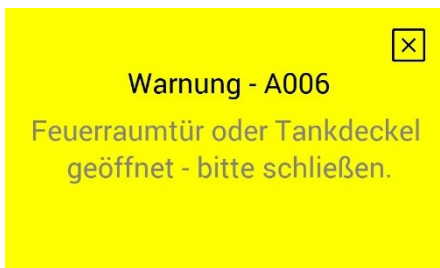 Warnung - A006
Feuerraumtür oder Tankdeckel
geöffnet - bitte schließen.